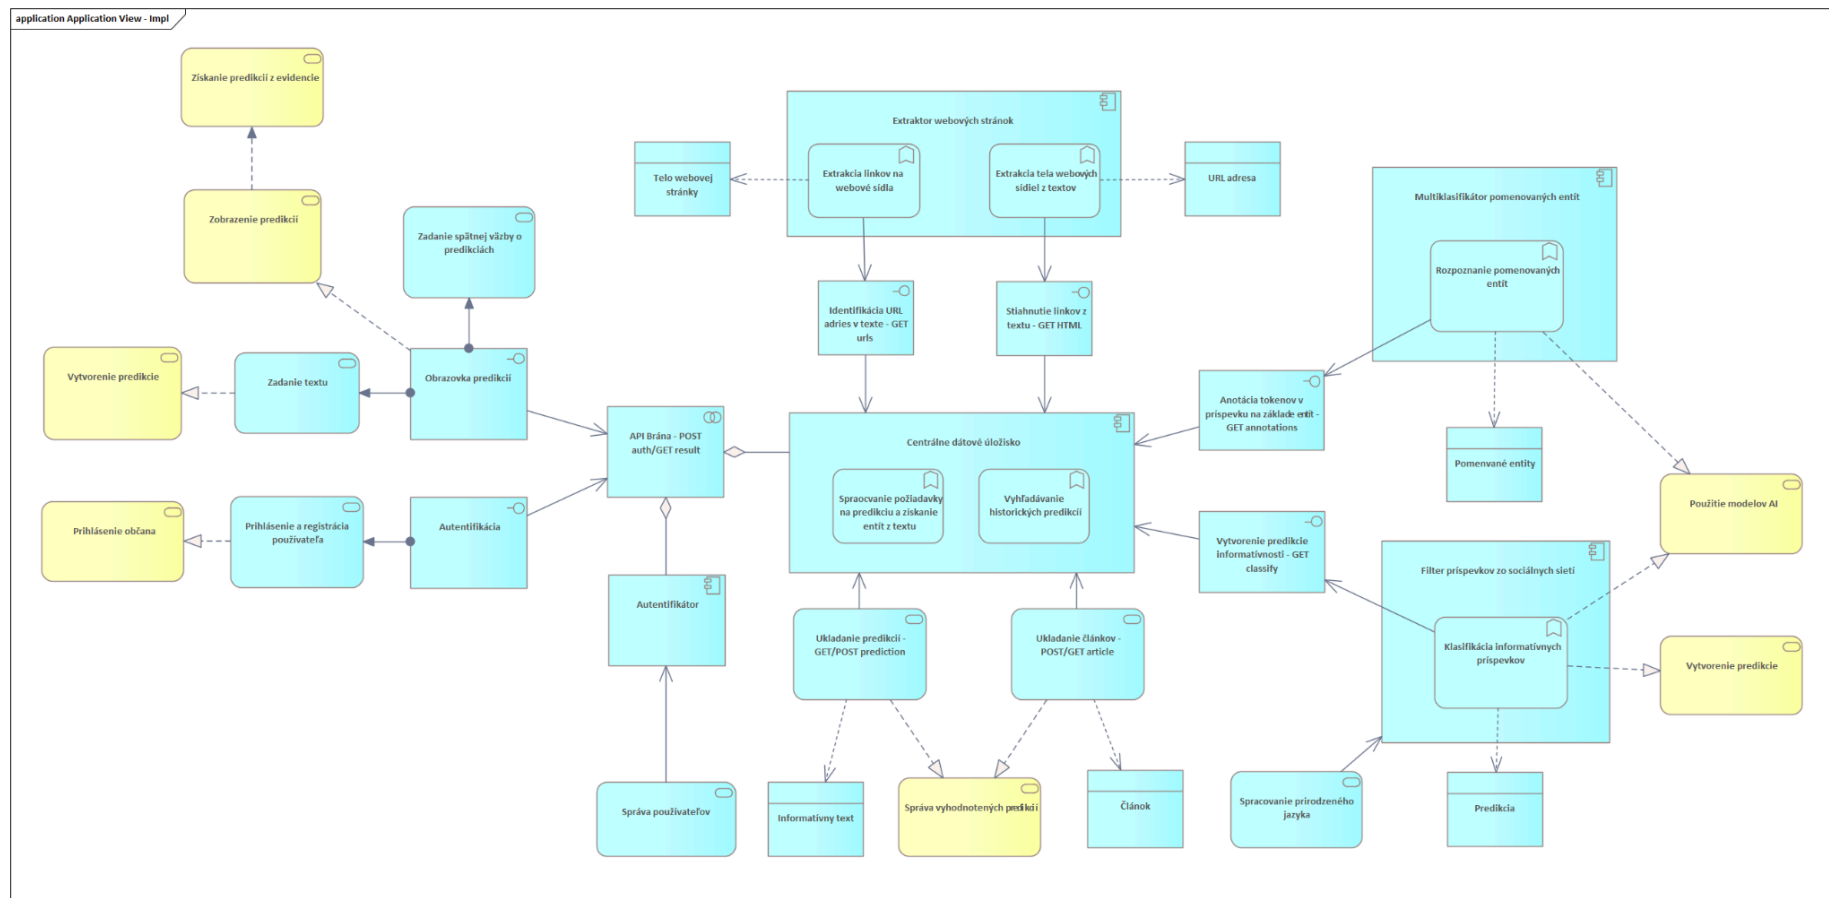 application Application View - Impl
Získanie predikcií z evidencie
Zobrazenie predikcií
Zadanie spätnej väzby o
predikciách
Vytvorenie predikcie
Zadanie textu
Obrazovka predikcií
Prihlásenie občana
Prihlásenie a registrácia
používateľa
Autentifikácia
API Brána - POST
auth/GET result
Autentifikátor
Správa používateľov
Extraktor webových stránok
Telo webovej
stránky
Extrakcia linkov na
webové sídla
Extrakcia tela webových
sídiel z textov
URL adresa
Identifikácia URL
adries v texte - GET
urls
Stiahnutie linkov z
textu - GET HTML
Centrálne dátové úložisko
Spraocvanie požiadavky
na predikciu a získanie
entít z textu
Vyhľadávanie
historických predikcií
Ukladanie predikcií -
GET/POST prediction
Ukladanie článkov -
POST/GET article
Informatívny text
Správa vyhodnotených predikcií
Článok
Multiklasifikátor pomenovaných entít
Rozpoznanie pomenovaných
entít
Anotácia tokenov v
príspevku na základe entít -
GET annotations
Pomenvané entity
Použitie modelov AI
Vytvorenie predikcie
informatívnosti - GET
classify
Filter príspevkov zo sociálnych sietí
Klasifikácia informatívnych
príspevkov
Vytvorenie predikcie
Spracovanie prirodzeného
jazyka
Predikcia